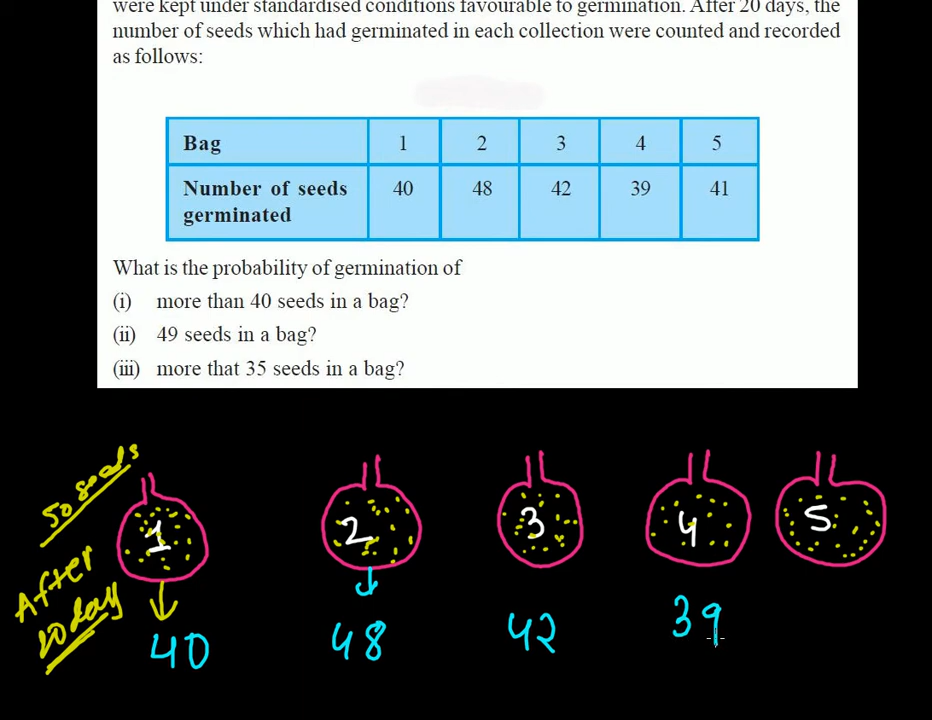 were kept under standardised conditions favourable to germination. After 20 days, the
number of seeds which had germinated in each collection were counted and recorded
as follows:
Bag 1 2 3 4 5
Number of seeds germinated 40 48 42 39 41
What is the probability of germination of
(i) more than 40 seeds in a bag?
(ii) 49 seeds in a bag?
(iii) more that 35 seeds in a bag?
50 seeds
1 2 3 4 5
After
20 day
40 48 42 39